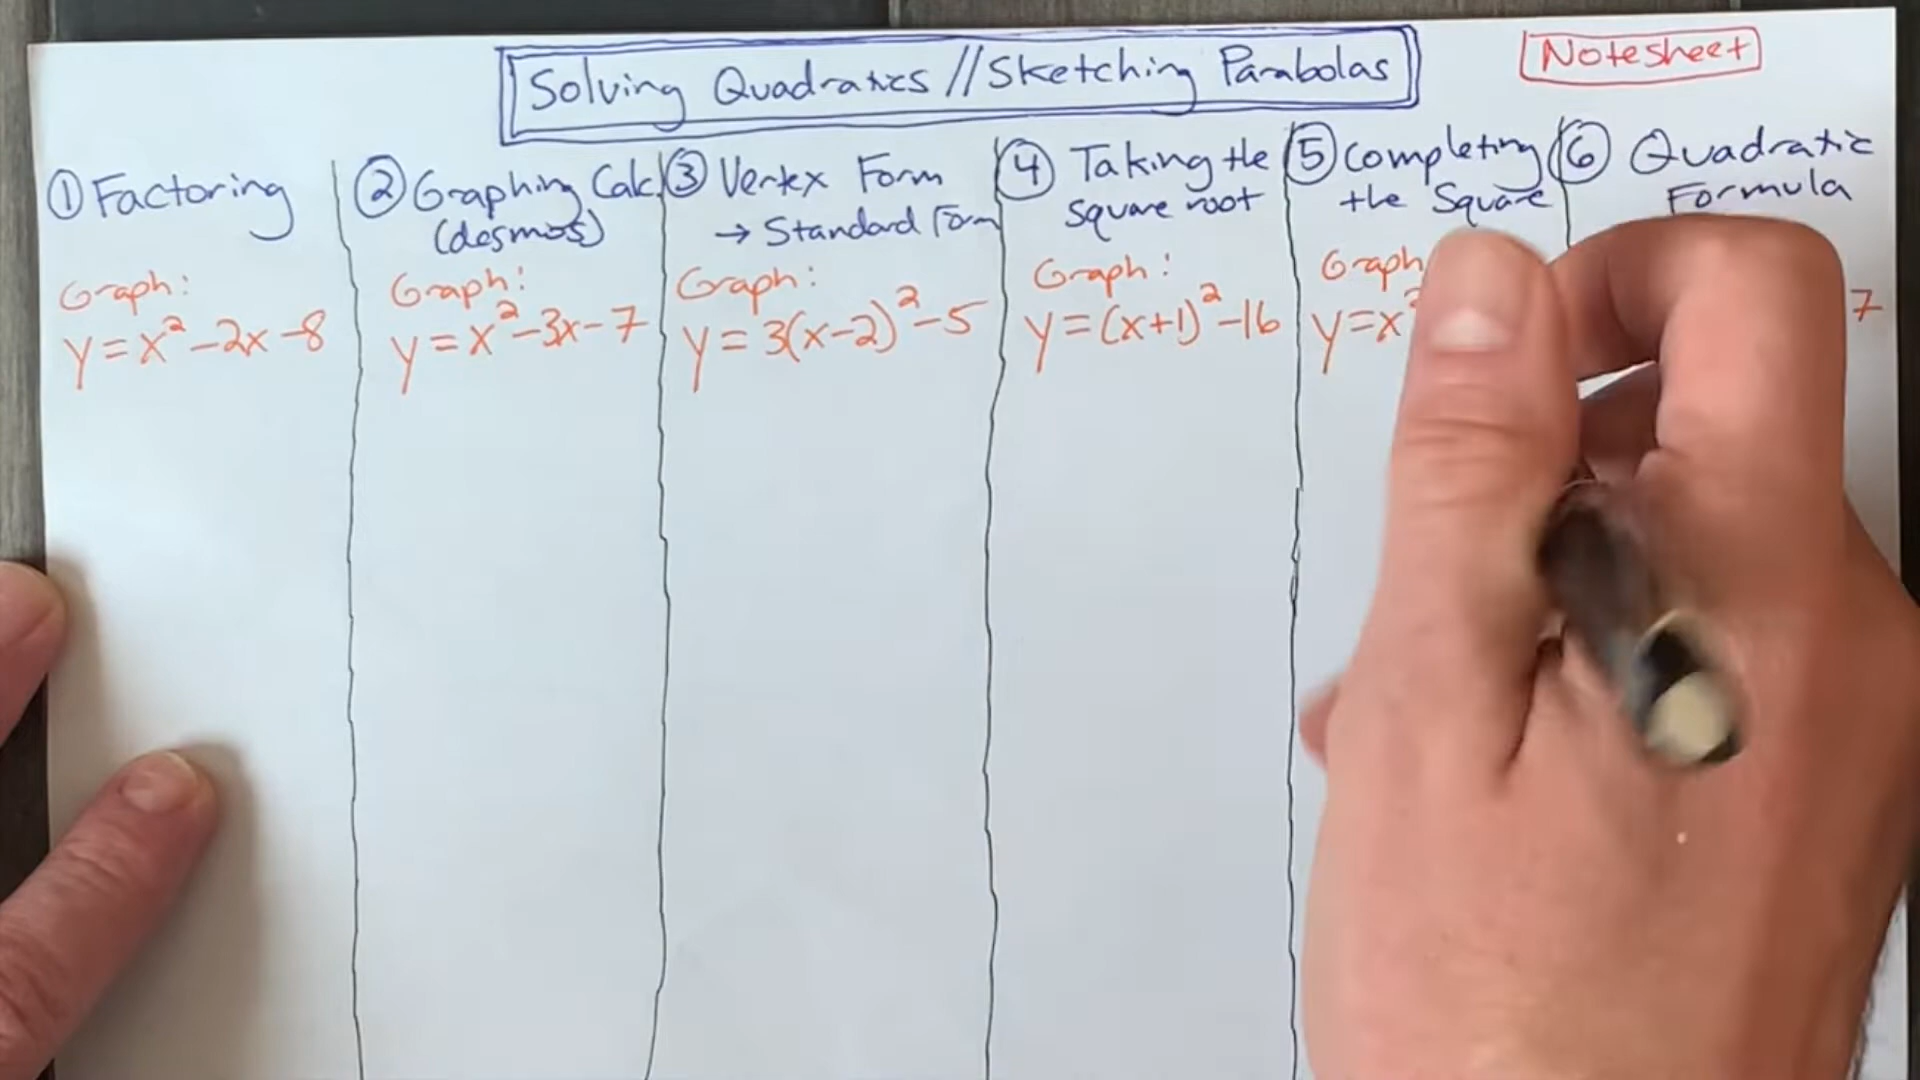 Solving Quadratics // Sketching Parabolas
Notesheet
① Factoring
Graph:
y = x² - 2x - 8
② Graphing Calc.
(desmos)
Graph:
y = x² - 3x - 7
③ Vertex Form
→ Standard Form
Graph:
y = 3(x - 2)² - 5
④ Taking the
square root
Graph:
y = (x+1)² - 16
⑤ Completing
the Square
Graph
y = x²
⑥ Quadratic
Formula
7